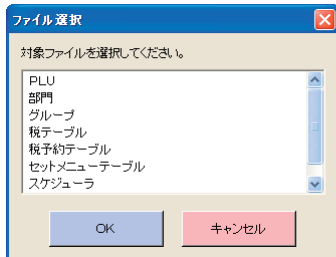 ファイル選択
対象ファイルを選択してください。
PLU
部門
グループ
税テーブル
税予約テーブル
セットメニューテーブル
スケジューラ
OK
キャンセル